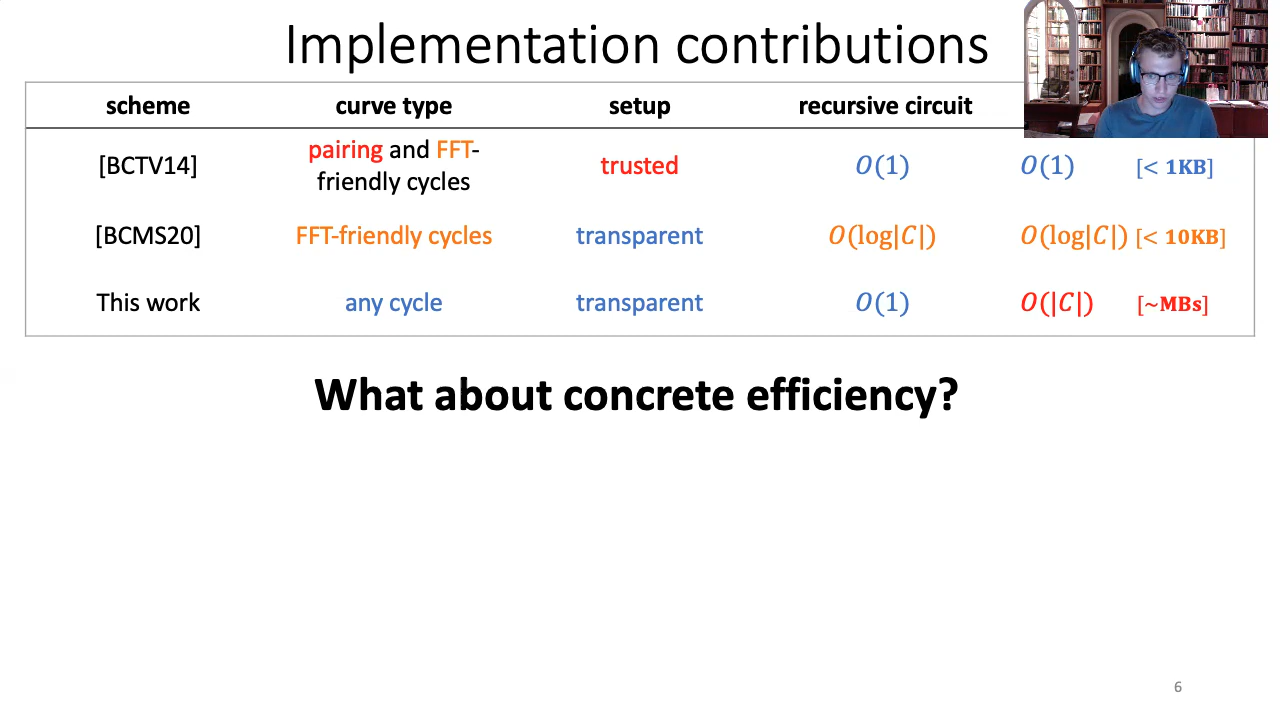 Implementation contributions
scheme curve type setup recursive circuit
[BCTV14] pairing and FFT-friendly cycles trusted O(1) O(1) [< 1KB]
[BCMS20] FFT-friendly cycles transparent O(log|C|) O(log|C|) [< 10KB]
This work any cycle transparent O(1) O(|C|) [~MBs]
What about concrete efficiency?
6